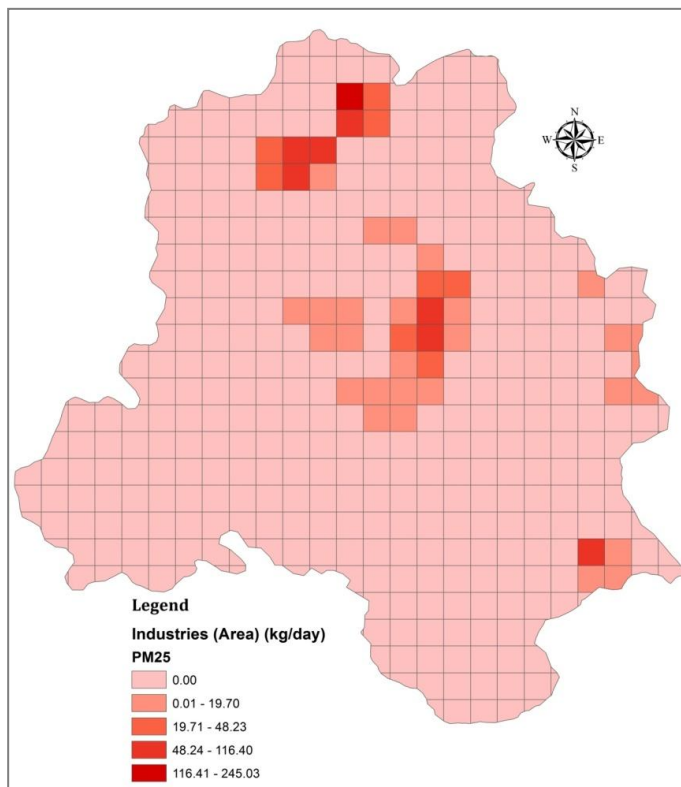 N
W E
S
Legend
Industries (Area) (kg/day)
PM25
0.00
0.01 - 19.70
19.71 - 48.23
48.24 - 116.40
116.41 - 245.03